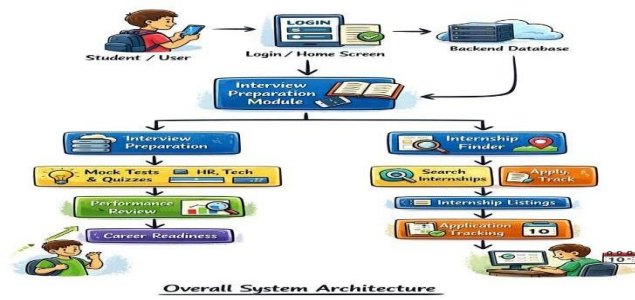 LOGIN
Student / User
Login / Home Screen
Backend Database
Interview
Preparation
Module
Interview
Preparation
Internship
Finder
Mock Tests
& Quizzes
HR, Tech
Search
Internships
Apply,
Track
Performance
Review
Internship Listings
Career Readiness
Application
Tracking
10
10
Overall System Architecture